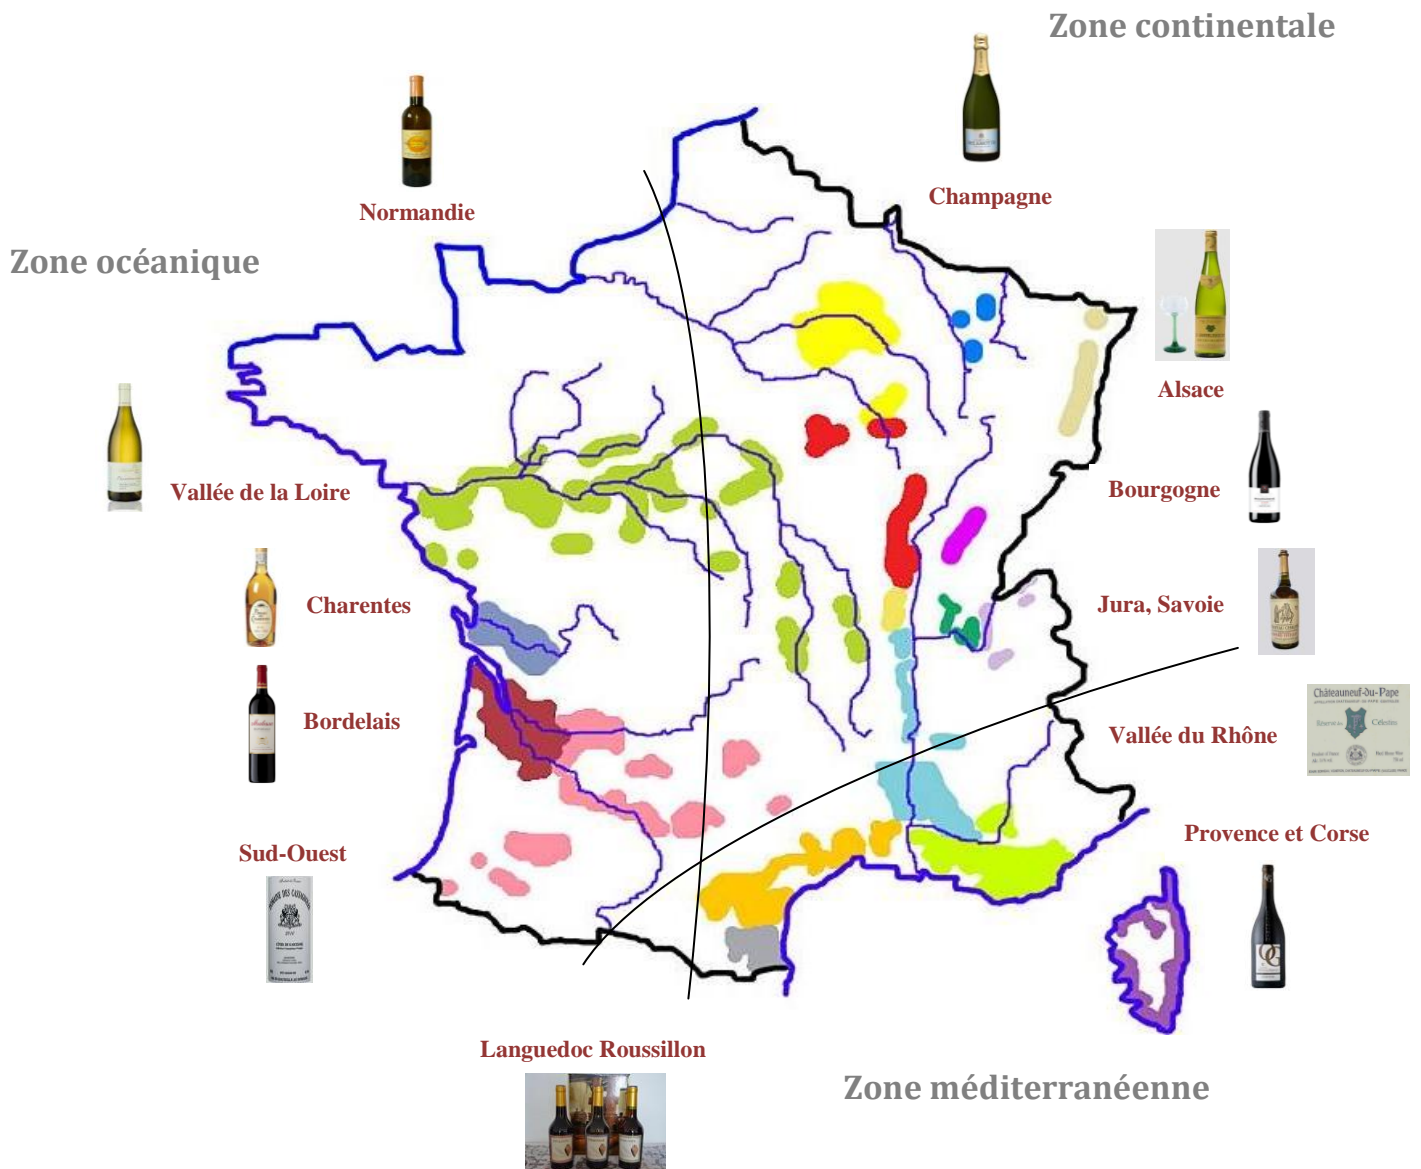 Zone continentale
Normandie
Champagne
Zone océanique
Alsace
Vallée de la Loire
Bourgogne
Charentes
Jura, Savoie
Bordelais
Châteauneuf-du-Pape
Vallée du Rhône
Sud-Ouest
Provence et Corse
Languedoc Roussillon
Zone méditerranéenne